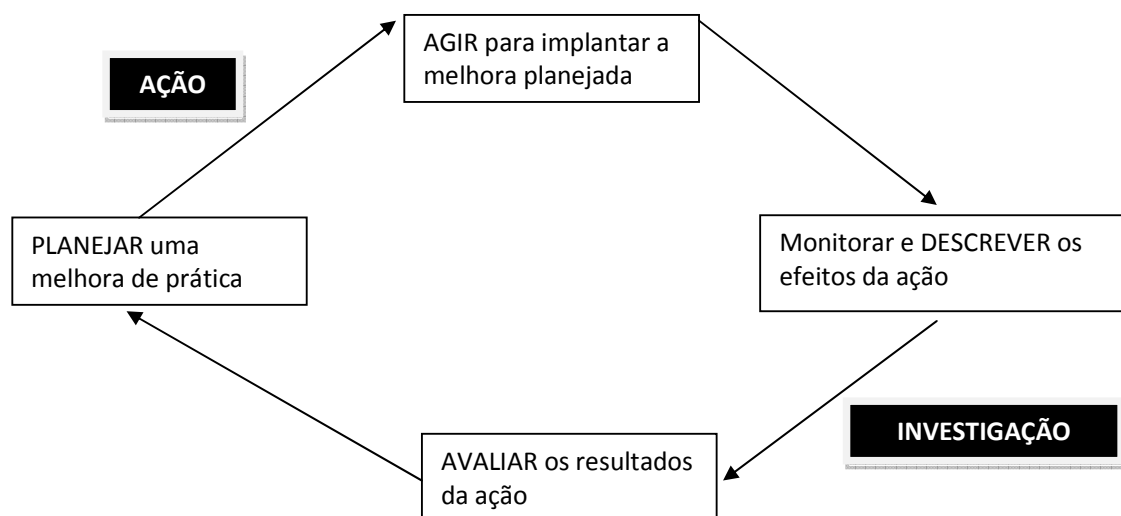 AGIR para implantar a
melhora planejada
AÇÃO
PLANEJAR uma
melhora de prática
Monitorar e DESCREVER os
efeitos da ação
INVESTIGAÇÃO
AVALIAR os resultados
da ação